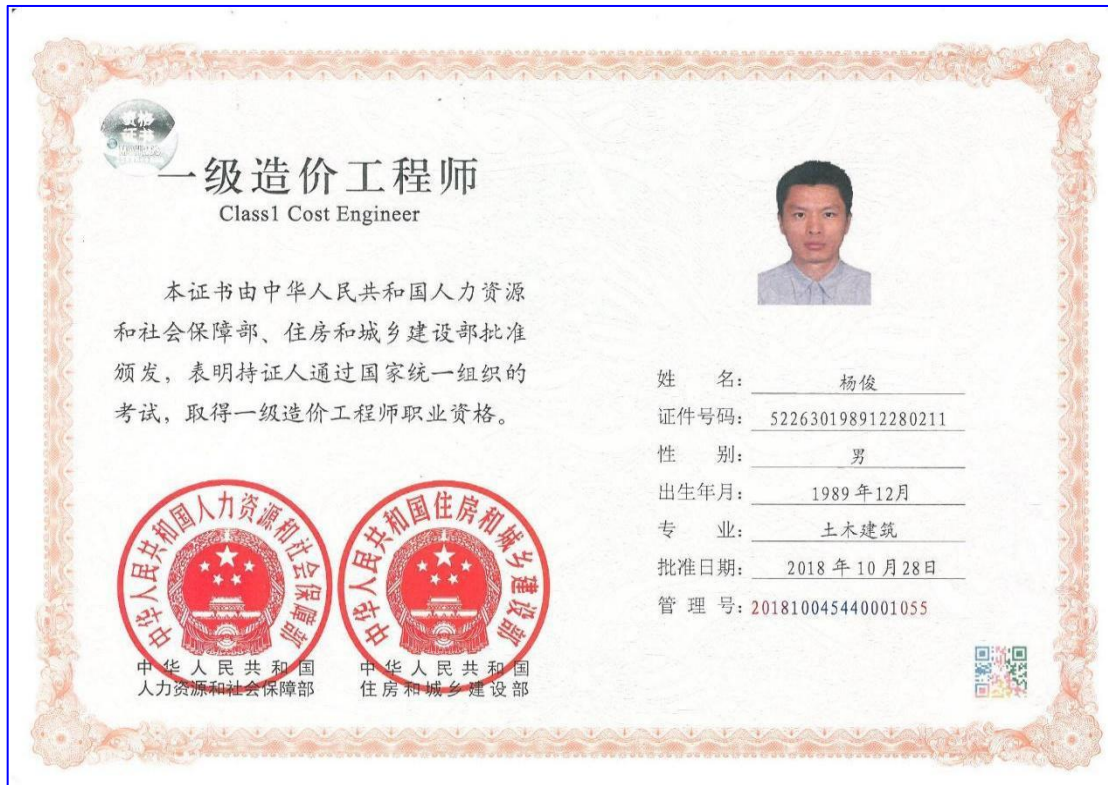 资格
证书
一级造价工程师
Class1 Cost Engineer
本证书由中华人民共和国人力资源
和社会保障部、住房和城乡建设部批准
颁发，表明持证人通过国家统一组织的
考试，取得一级造价工程师职业资格。
姓 名： 杨俊
证件号码： 522630198912280211
性 别： 男
出生年月： 1989年12月
专 业： 土木建筑
批准日期： 2018年10月28日
管 理 号：201810045440001055
中华人民共和国人力资源和社会保障部
中华人民共和国住房和城乡建设部
中华人民共和国
人力资源和社会保障部
中华人民共和国
住房和城乡建设部